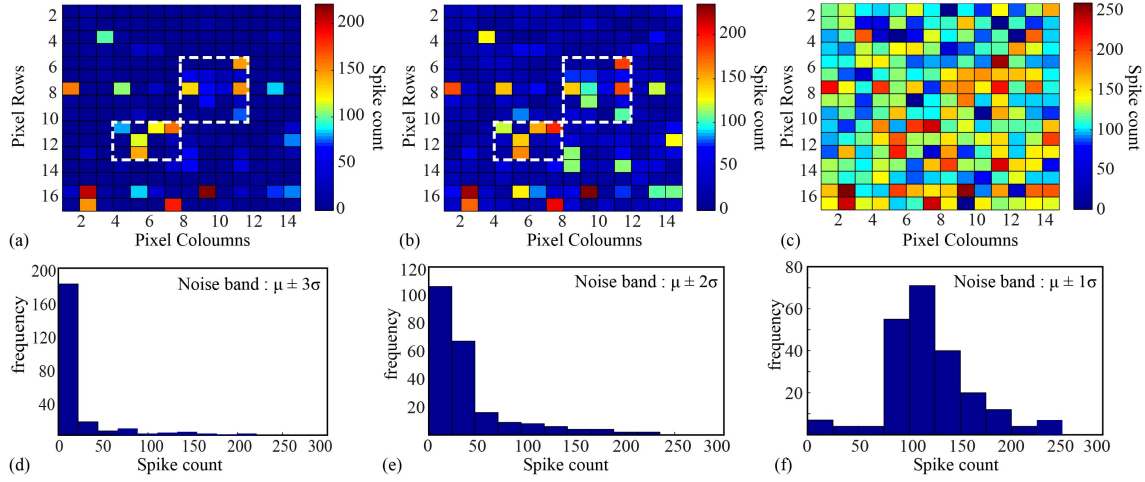 2
4
6
8
10
12
14
16
Pixel Rows
2 4 6 8 10 12 14
Pixel Coloumns
200
150
100
50
0
Spike count
(a)
2
4
6
8
10
12
14
16
Pixel Rows
2 4 6 8 10 12 14
Pixel Coloumns
200
150
100
50
0
Spike count
(b)
2
4
6
8
10
12
14
16
Pixel Rows
2 4 6 8 10 12 14
Pixel Coloumns
250
200
150
100
50
0
Spike count
(c)
Noise band : μ ± 3σ
200
160
120
80
40
frequency
0 50 100 150 200 250 300
Spike count
(d)
Noise band : μ ± 2σ
120
100
80
60
40
20
frequency
0 50 100 150 200 250 300
Spike count
(e)
Noise band : μ ± 1σ
80
60
40
20
frequency
0 50 100 150 200 250 300
Spike count
(f)